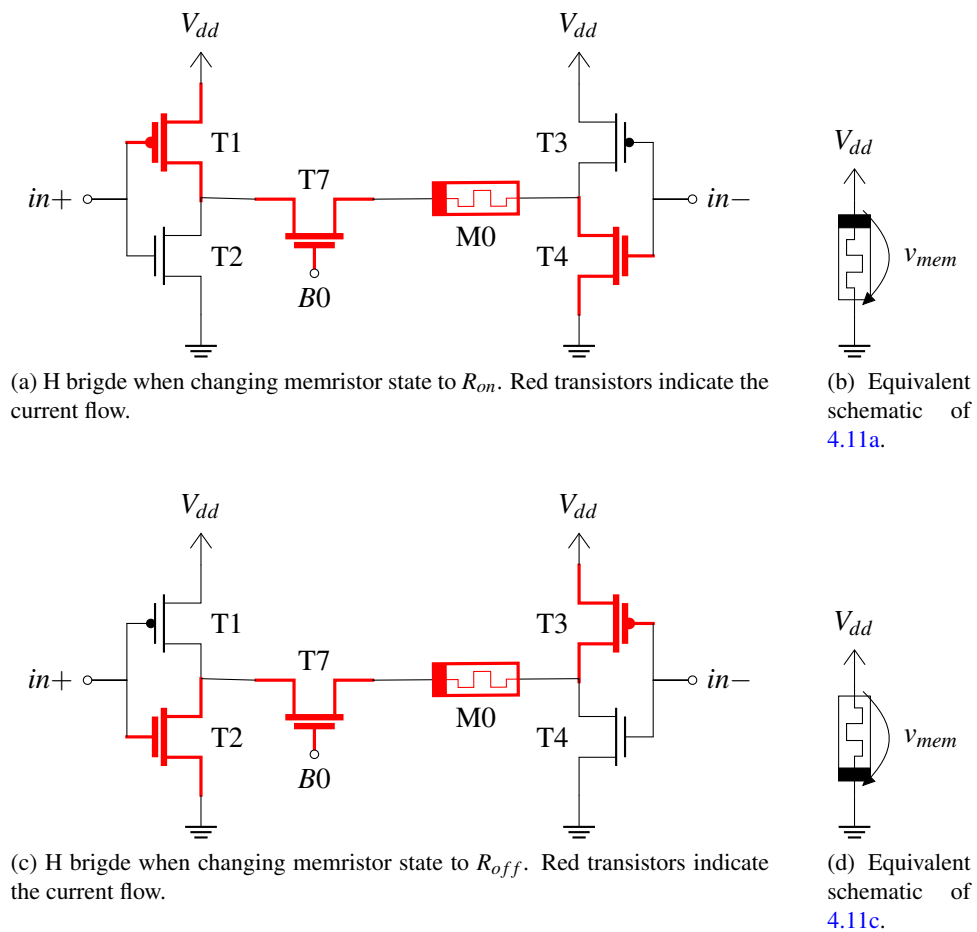 V_dd V_dd
T1 T3
V_dd
in+ T7 in−
T2 M0 T4 v_mem
B0
(a) H brigde when changing memristor state to R_on. Red transistors indicate the
current flow.
(b) Equivalent
schematic of
4.11a.
V_dd V_dd
T1 T3
V_dd
in+ T7 in−
T2 M0 T4 v_mem
B0
(c) H brigde when changing memristor state to R_off. Red transistors indicate
the current flow.
(d) Equivalent
schematic of
4.11c.